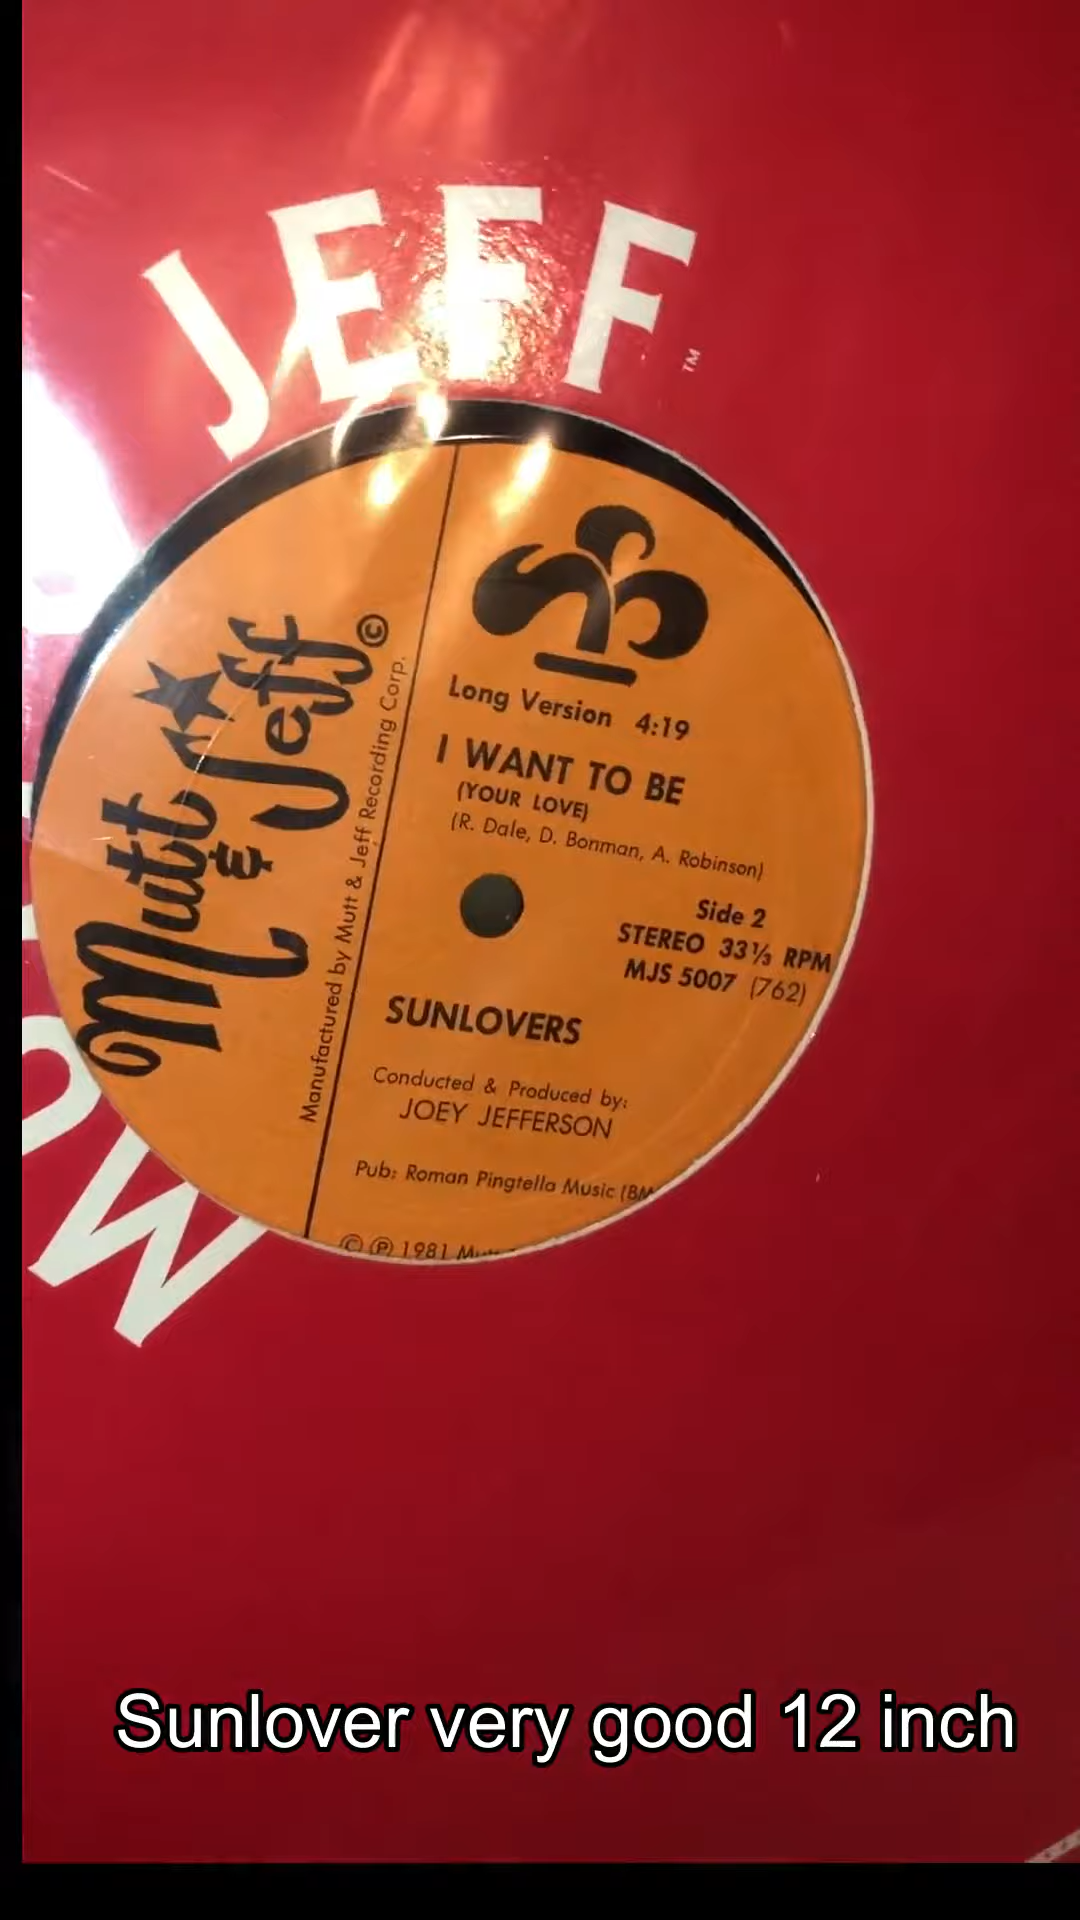 JEFF
TM
Mutt
&
Jeff ©
Manufactured by Mutt & Jeff Recording Corp.
Long Version 4:19
I WANT TO BE
(YOUR LOVE)
(R. Dale, D. Bonman, A. Robinson)
Side 2
STEREO 33⅓ RPM
MJS 5007 (762)
SUNLOVERS
Conducted & Produced by:
JOEY JEFFERSON
Pub: Roman Pingtella Music (BM
© ℗ 1981
OW
Sunlover very good 12 inch